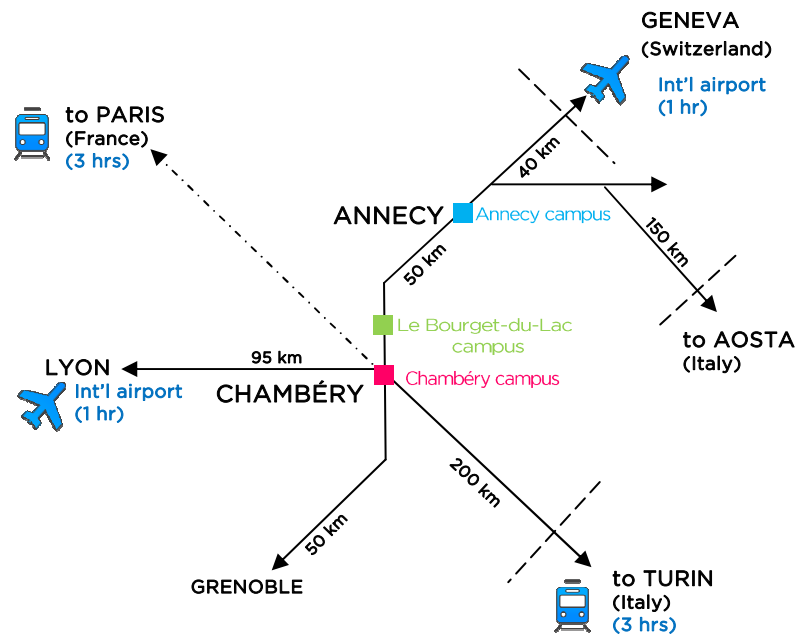 GENEVA
(Switzerland)
Int'l airport
(1 hr)
to PARIS
(France)
(3 hrs)
40 km
ANNECY
Annecy campus
150 km
50 km
Le Bourget-du-Lac
campus
to AOSTA
(Italy)
LYON
95 km
Int'l airport
(1 hr)
CHAMBÉRY
Chambéry campus
200 km
50 km
GRENOBLE
to TURIN
(Italy)
(3 hrs)